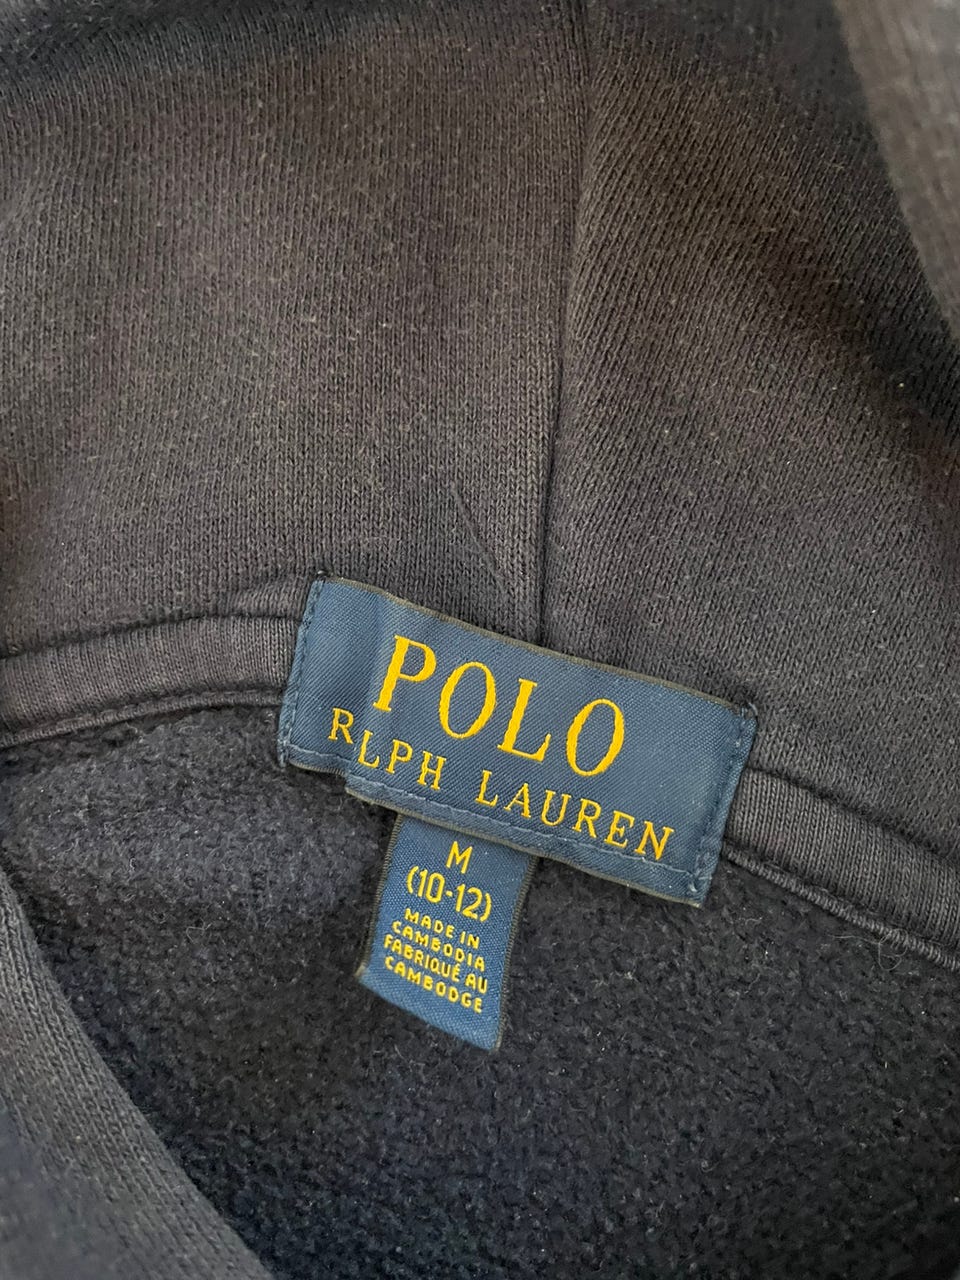 POLO
RLPH LAUREN
M
(10-12)
MADE IN
CAMBODIA
FABRIQUÉ AU
CAMBODGE